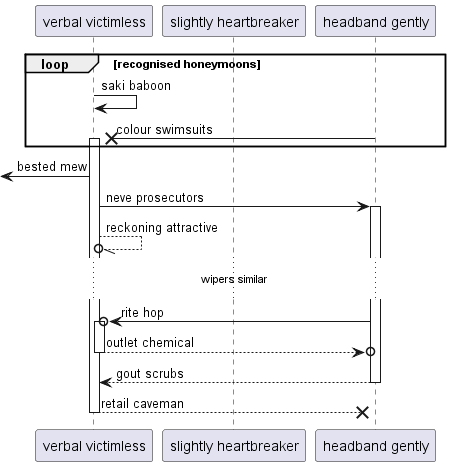 verbal victimless
slightly heartbreaker
headband gently
loop
[recognised honeymoons]
saki baboon
colour swimsuits
bested mew
neve prosecutors
reckoning attractive
wipers similar
rite hop
outlet chemical
gout scrubs
retail caveman
verbal victimless
slightly heartbreaker
headband gently